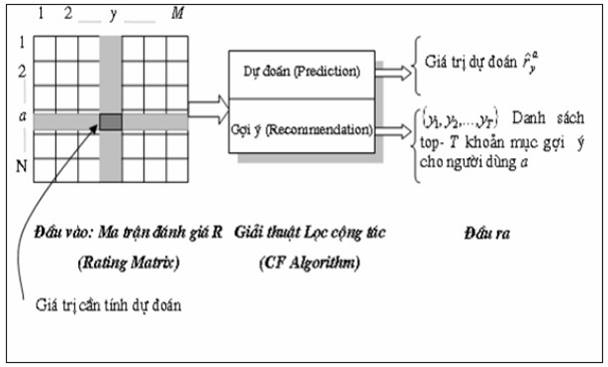 1 2 y M
1
2
a
N
Dự đoán (Prediction)
Gợi ý (Recommendation)
Giá trị dự đoán r̂ᵃᵧ
(y₁, y₂,...,y_T) Danh sách
top- T khoản mục gợi ý
cho người dùng a
Đầu vào: Ma trận đánh giá R
(Rating Matrix)
Giải thuật Lọc cộng tác
(CF Algorithm)
Đầu ra
Giá trị cần tính dự đoán